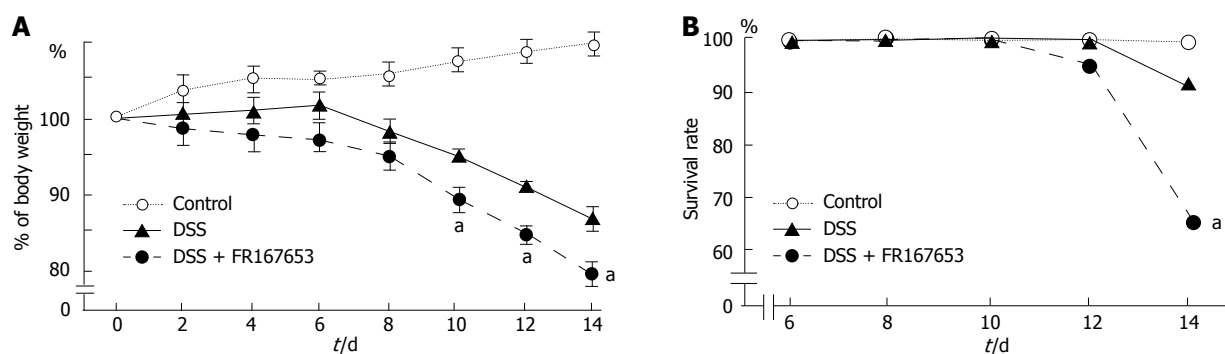 A
%
% of body weight
100
90
80
0
Control
DSS
DSS + FR167653
a
a
a
0 2 4 6 8 10 12 14
t/d
B
%
Survival rate
100
90
80
70
60
0
Control
DSS
DSS + FR167653
a
6 8 10 12 14
t/d